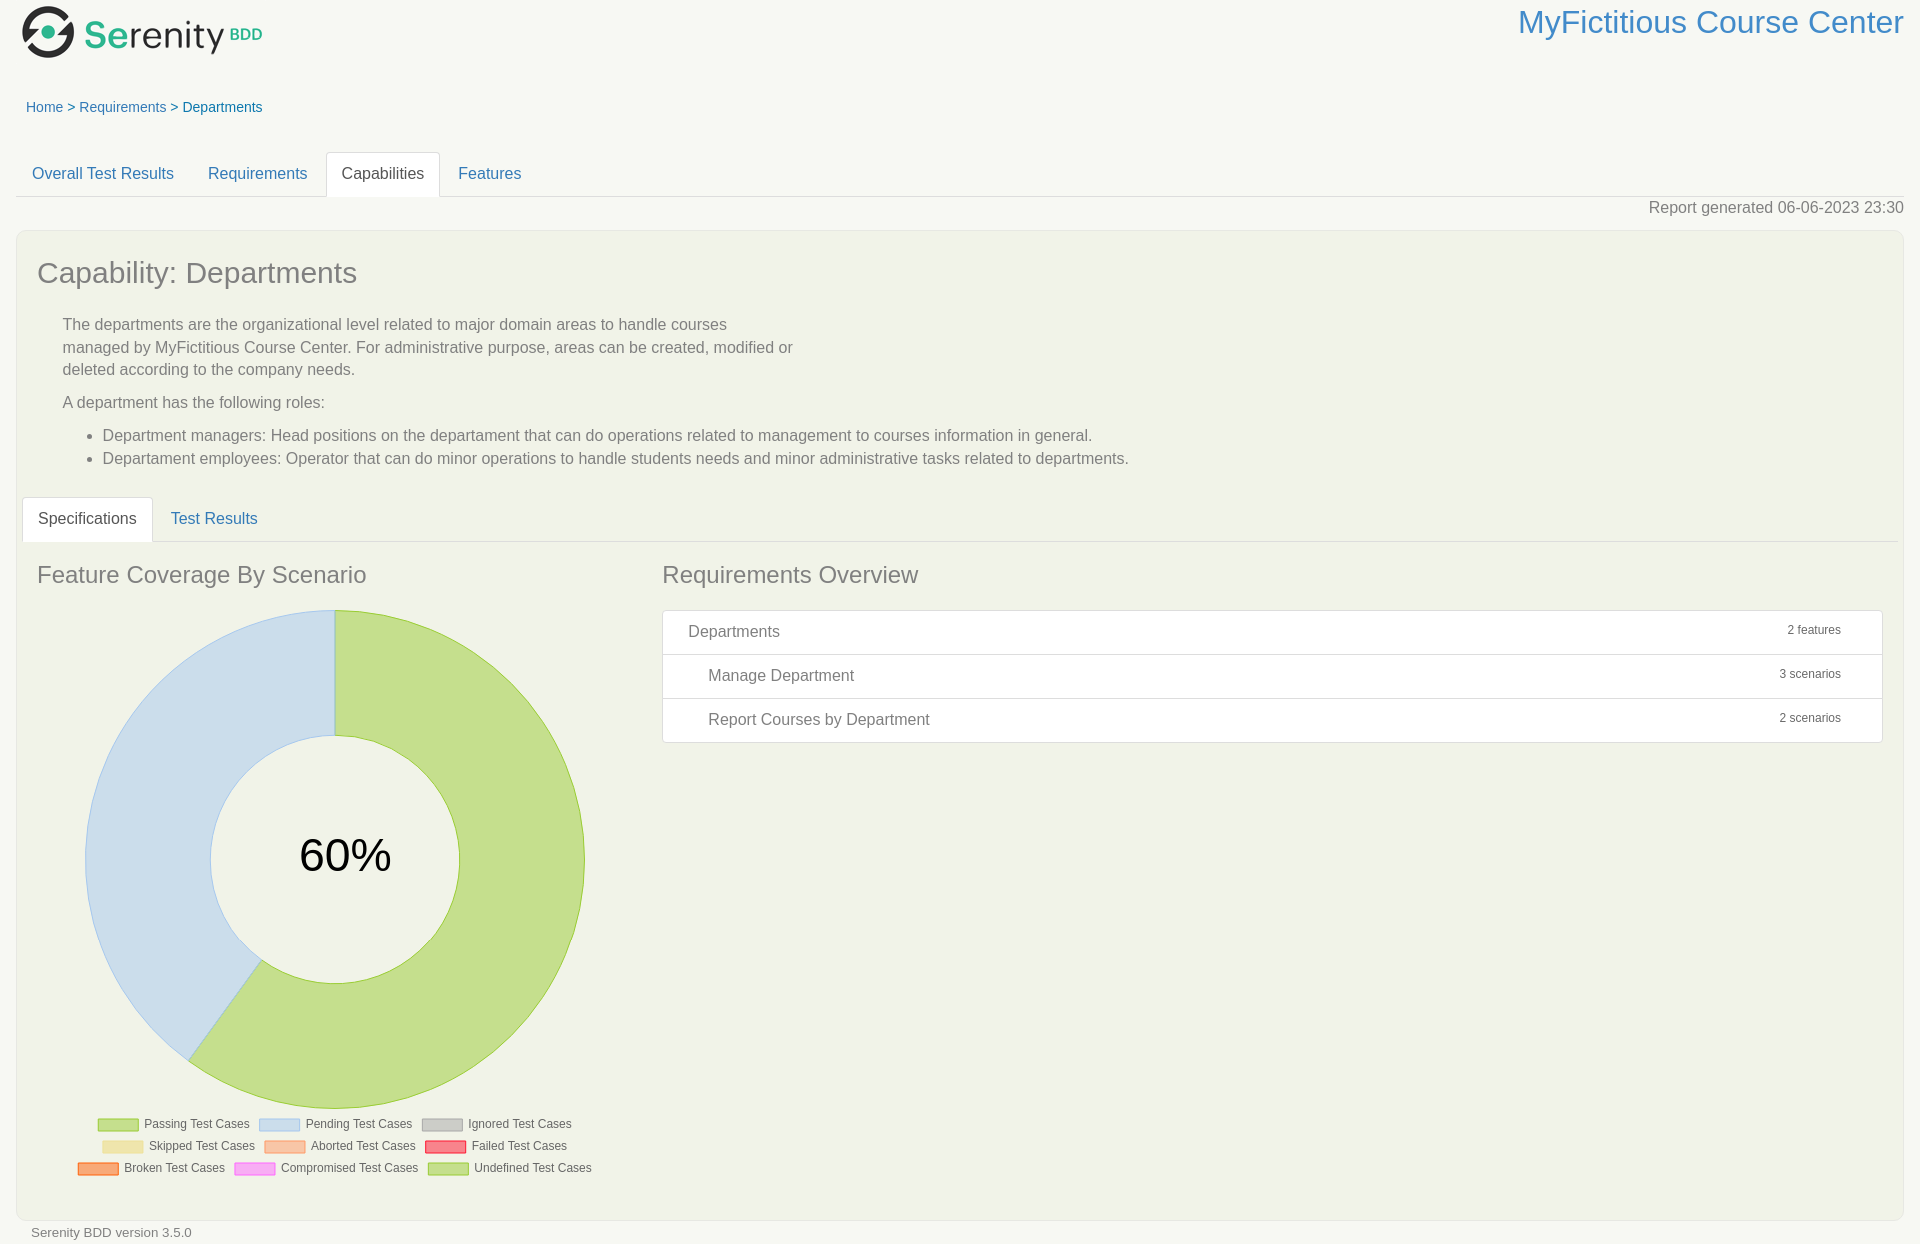 Serenity BDD
MyFictitious Course Center
Home > Requirements > Departments
Overall Test Results Requirements Capabilities Features
Report generated 06-06-2023 23:30
Capability: Departments
The departments are the organizational level related to major domain areas to handle courses
managed by MyFictitious Course Center. For administrative purpose, areas can be created, modified or
deleted according to the company needs.
A department has the following roles:
• Department managers: Head positions on the departament that can do operations related to management to courses information in general.
• Departament employees: Operator that can do minor operations to handle students needs and minor administrative tasks related to departments.
Specifications Test Results
Feature Coverage By Scenario
60%
Passing Test Cases Pending Test Cases Ignored Test Cases
Skipped Test Cases Aborted Test Cases Failed Test Cases
Broken Test Cases Compromised Test Cases Undefined Test Cases
Requirements Overview
Departments 2 features
Manage Department 3 scenarios
Report Courses by Department 2 scenarios
Serenity BDD version 3.5.0